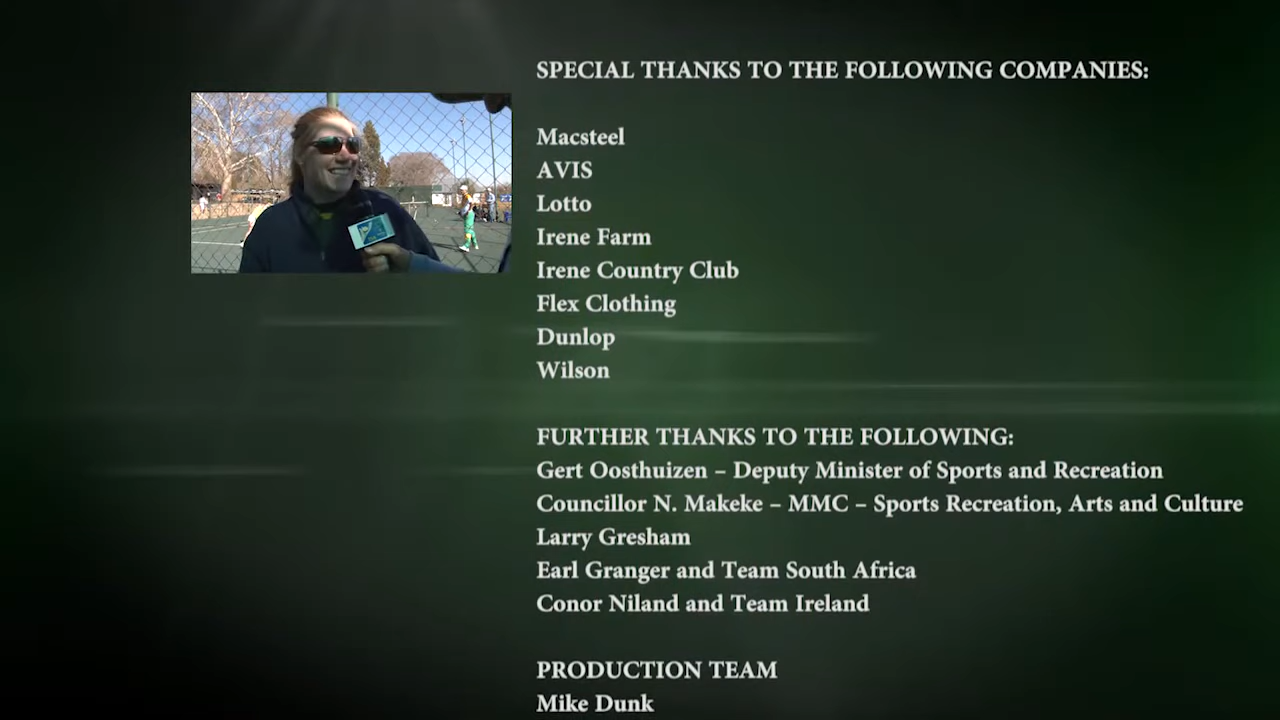 SPECIAL THANKS TO THE FOLLOWING COMPANIES:
Macsteel
AVIS
Lotto
Irene Farm
Irene Country Club
Flex Clothing
Dunlop
Wilson
FURTHER THANKS TO THE FOLLOWING:
Gert Oosthuizen – Deputy Minister of Sports and Recreation
Councillor N. Makeke – MMC – Sports Recreation, Arts and Culture
Larry Gresham
Earl Granger and Team South Africa
Conor Niland and Team Ireland
PRODUCTION TEAM
Mike Dunk